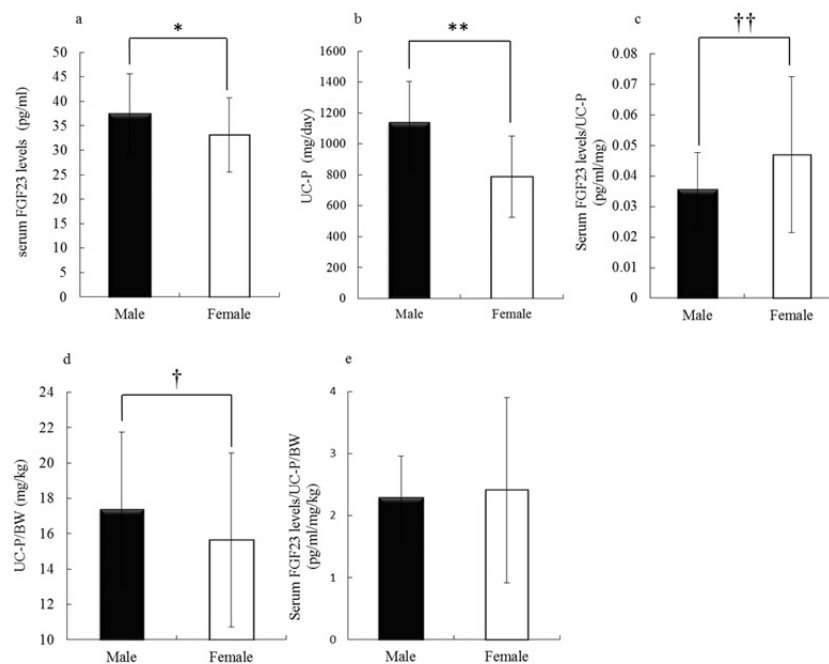 a
*
serum FGF23 levels (pg/ml)
50
45
40
35
30
25
20
15
10
5
0
Male Female
b
**
UC-P (mg/day)
1600
1400
1200
1000
800
600
400
200
0
Male Female
c
††
Serum FGF23 levels/UC-P
(pg/ml/mg)
0.08
0.07
0.06
0.05
0.04
0.03
0.02
0.01
0
Male Female
d
†
UC-P/BW (mg/kg)
24
22
20
18
16
14
12
10
Male Female
e
Serum FGF23 levels/UC-P/BW
(pg/ml/mg/kg)
4
3
2
1
0
Male Female